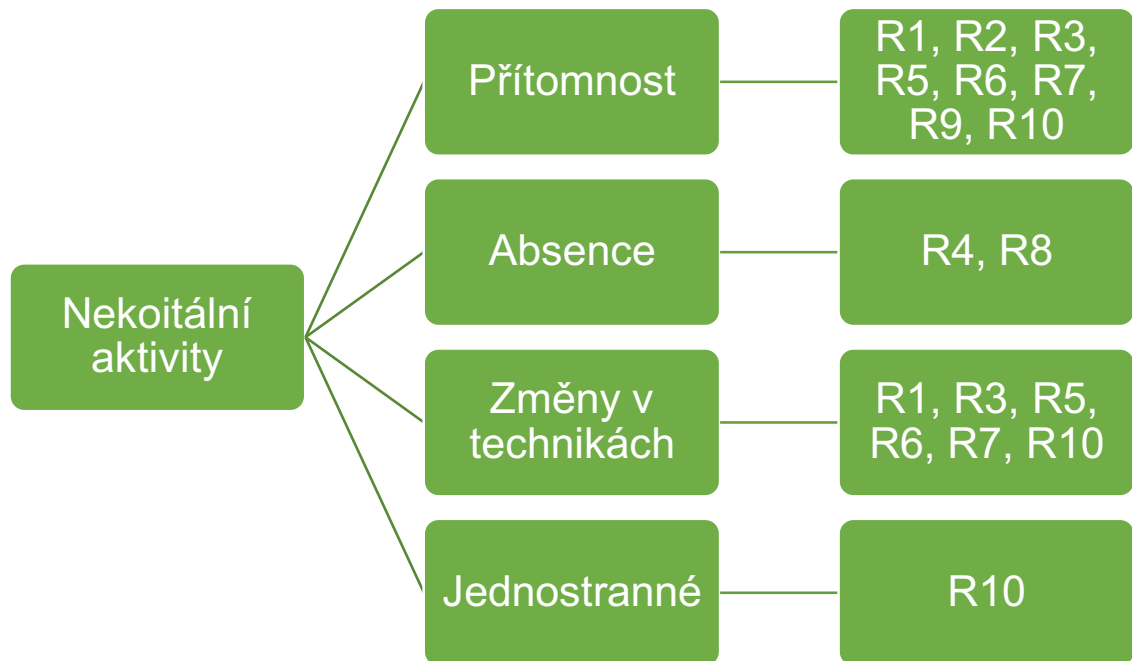 Nekoitální
aktivity
Přítomnost
R1, R2, R3,
R5, R6, R7,
R9, R10
Absence
R4, R8
Změny v
technikách
R1, R3, R5,
R6, R7, R10
Jednostranné
R10